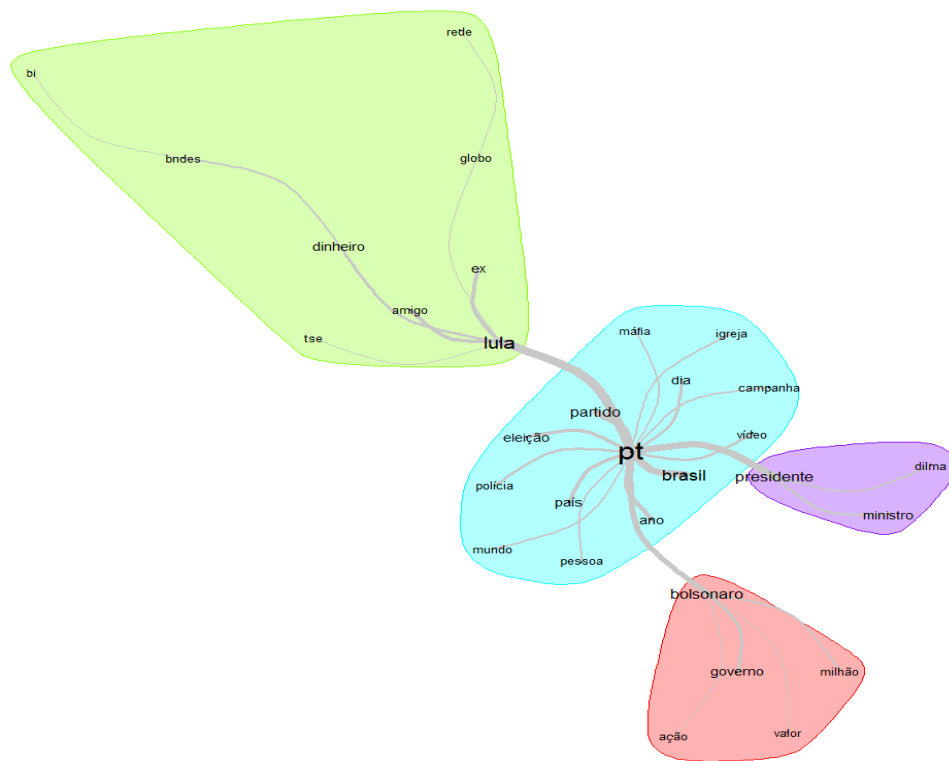 rede
bi
bndes
globo
dinheiro
ex
amigo
tse
lula
máfia
igreja
dia
campanha
partido
eleição
vídeo
pt
brasil
presidente
dilma
polícia
país
ano
ministro
mundo
pessoa
bolsonaro
governo
milhão
ação
valor